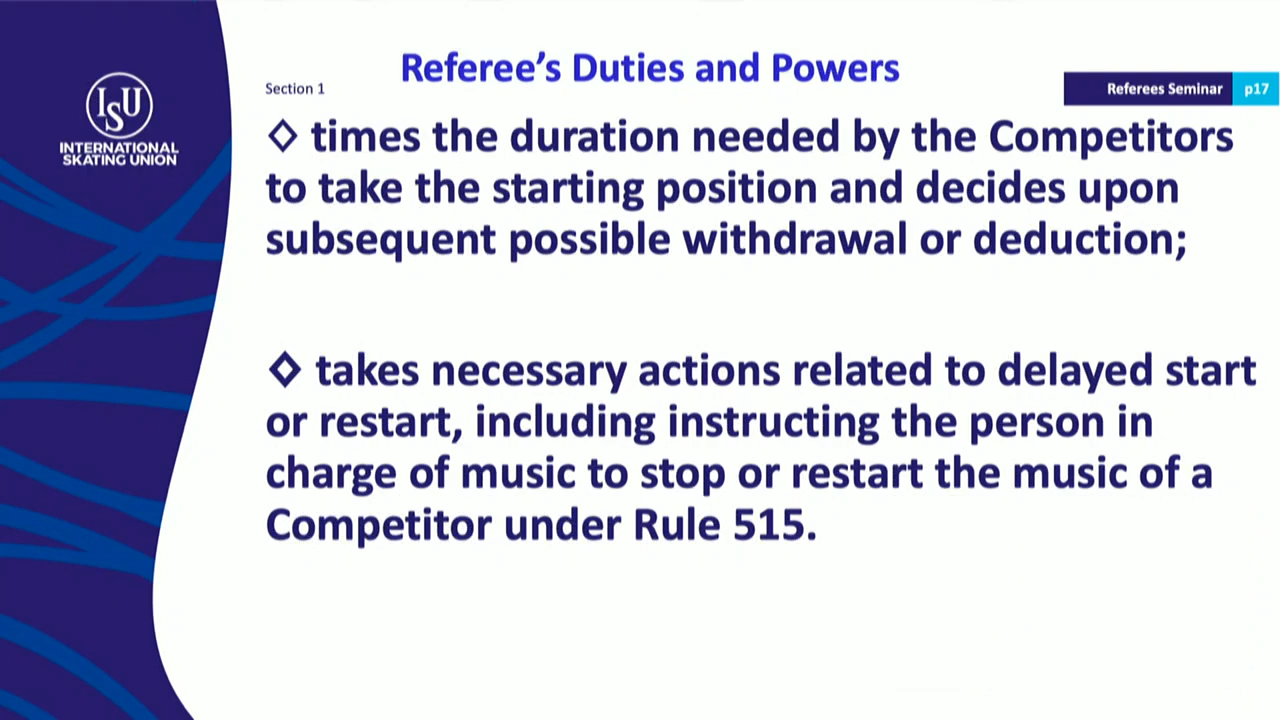 Referee's Duties and Powers
Section 1
Referees Seminar p17
ISU
INTERNATIONAL
SKATING UNION
◇ times the duration needed by the Competitors
to take the starting position and decides upon
subsequent possible withdrawal or deduction;
◇ takes necessary actions related to delayed start
or restart, including instructing the person in
charge of music to stop or restart the music of a
Competitor under Rule 515.